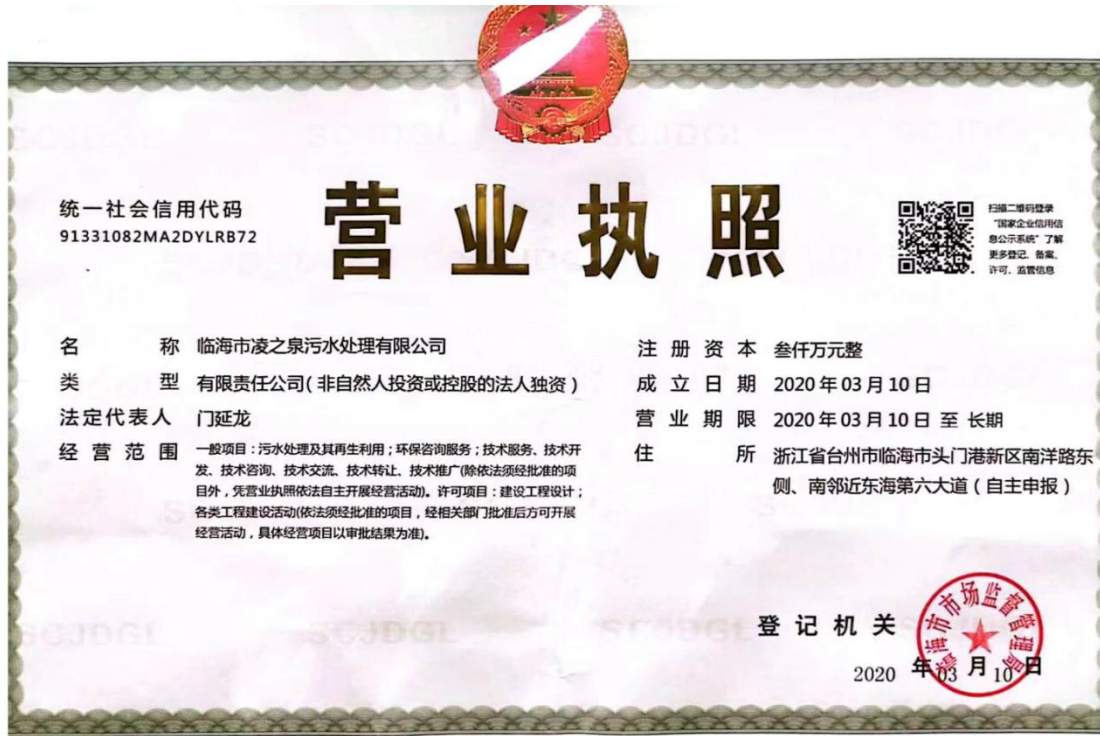 统一社会信用代码
91331082MA2DYLRB72
营业执照
扫描二维码登录
“国家企业信用信
息公示系统”了解
更多登记、备案、
许可、监管信息
名 称 临海市凌之泉污水处理有限公司
类 型 有限责任公司(非自然人投资或控股的法人独资)
法定代表人 门延龙
经营范围 一般项目:污水处理及其再生利用;环保咨询服务;技术服务、技术开
发、技术咨询、技术交流、技术转让、技术推广(除依法须经批准的项
目外,凭营业执照依法自主开展经营活动)。许可项目:建设工程设计;
各类工程建设活动(依法须经批准的项目,经相关部门批准后方可开展
经营活动,具体经营项目以审批结果为准)。
注册资本 叁仟万元整
成立日期 2020年03月10日
营业期限 2020年03月10日 至 长期
住 所 浙江省台州市临海市头门港新区南洋路东
侧、南邻近东海第六大道(自主申报)
登记机关
临海市市场监督管理局
2020 年 03 月 10 日
SCJDGL